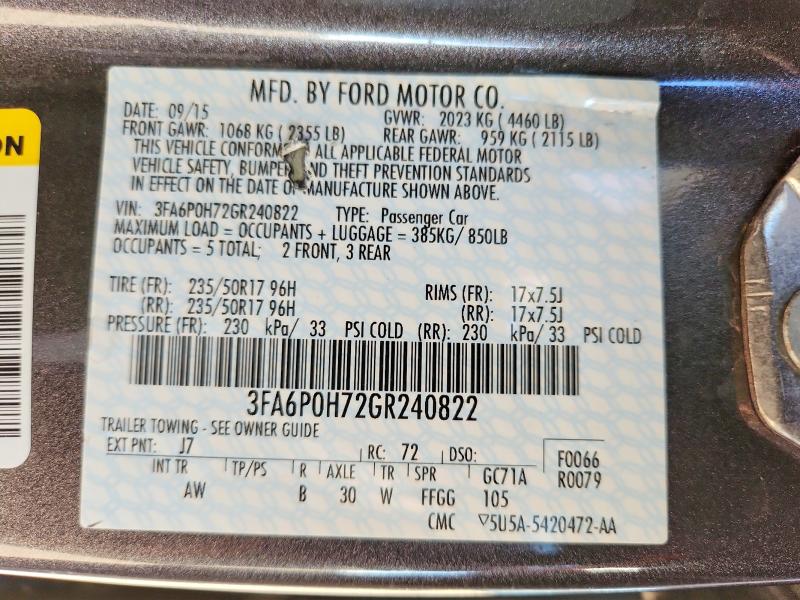 MFD. BY FORD MOTOR CO.
DATE: 09/15 GVWR: 2023 KG ( 4460 LB)
FRONT GAWR: 1068 KG ( 2355 LB) REAR GAWR: 959 KG ( 2115 LB)
THIS VEHICLE CONFORM ALL APPLICABLE FEDERAL MOTOR
VEHICLE SAFETY, BUMPER AND THEFT PREVENTION STANDARDS
IN EFFECT ON THE DATE OF MANUFACTURE SHOWN ABOVE.
VIN: 3FA6P0H72GR240822 TYPE: Passenger Car
MAXIMUM LOAD = OCCUPANTS + LUGGAGE = 385KG/ 850LB
OCCUPANTS = 5 TOTAL; 2 FRONT, 3 REAR
TIRE (FR): 235/50R17 96H RIMS (FR): 17x7.5J
(RR): 235/50R17 96H (RR): 17x7.5J
PRESSURE (FR): 230 kPa/ 33 PSI COLD (RR): 230 kPa/ 33 PSI COLD
3FA6P0H72GR240822
TRAILER TOWING - SEE OWNER GUIDE
EXT PNT: J7 RC: 72 DSO: F0066
R0079
INT TR TP/PS R AXLE TR SPR GC71A
AW B 30 W FFGG 105
CMC ▽5U5A-5420472-AA
ON